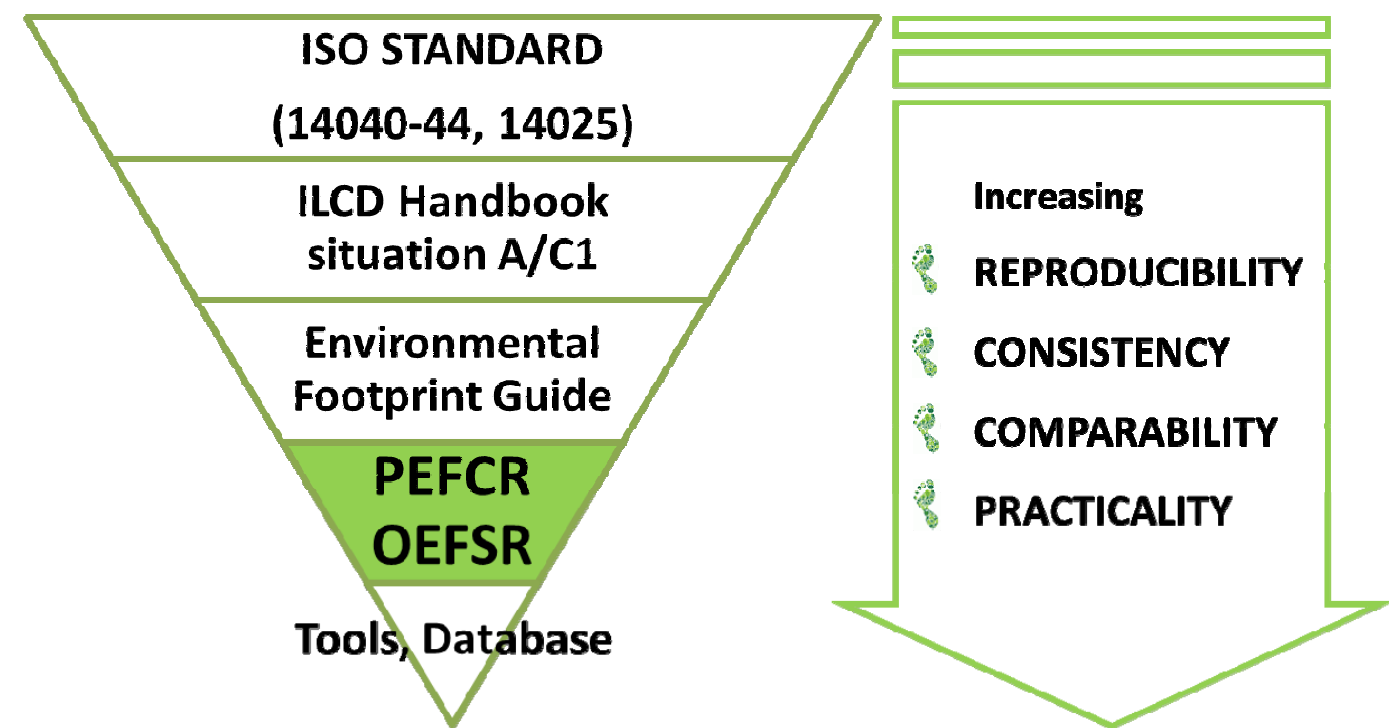 ISO STANDARD
(14040-44, 14025)
ILCD Handbook
situation A/C1
Environmental
Footprint Guide
PEFCR
OEFSR
Tools, Database
Increasing
REPRODUCIBILITY
CONSISTENCY
COMPARABILITY
PRACTICALITY